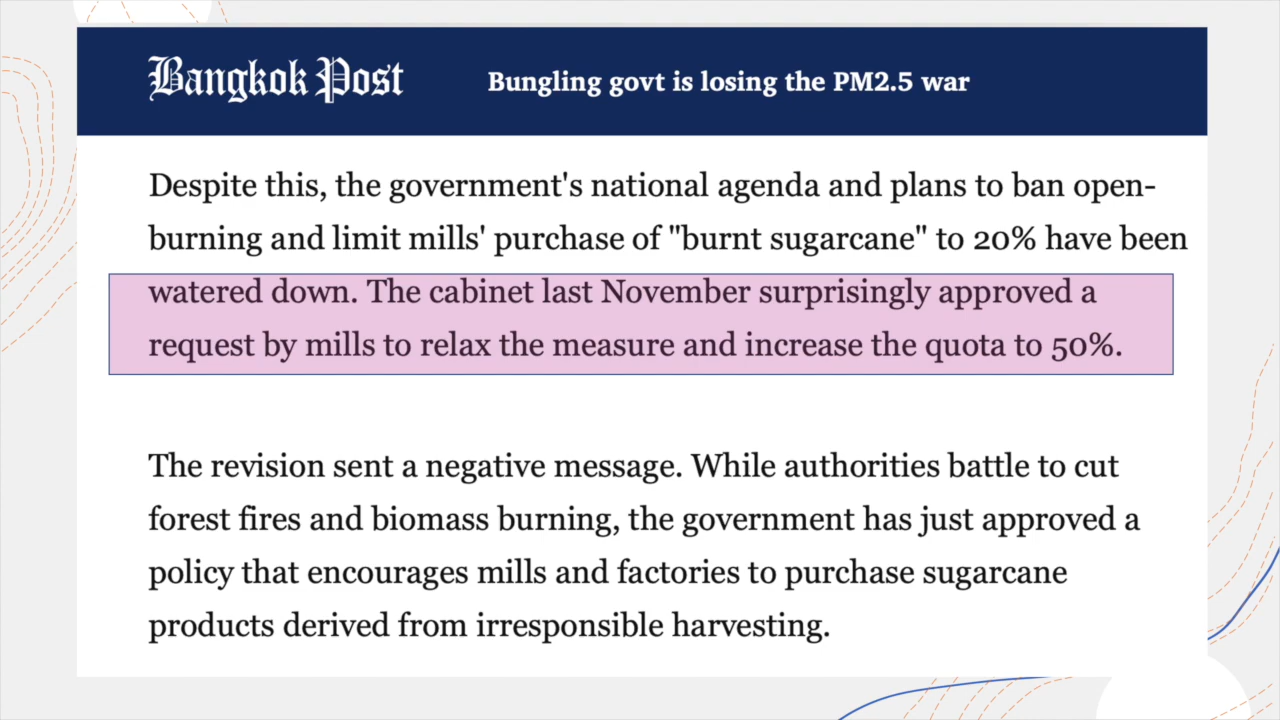 Bangkok Post
Bungling govt is losing the PM2.5 war
Despite this, the government's national agenda and plans to ban open-
burning and limit mills' purchase of "burnt sugarcane" to 20% have been
watered down. The cabinet last November surprisingly approved a
request by mills to relax the measure and increase the quota to 50%.
The revision sent a negative message. While authorities battle to cut
forest fires and biomass burning, the government has just approved a
policy that encourages mills and factories to purchase sugarcane
products derived from irresponsible harvesting.